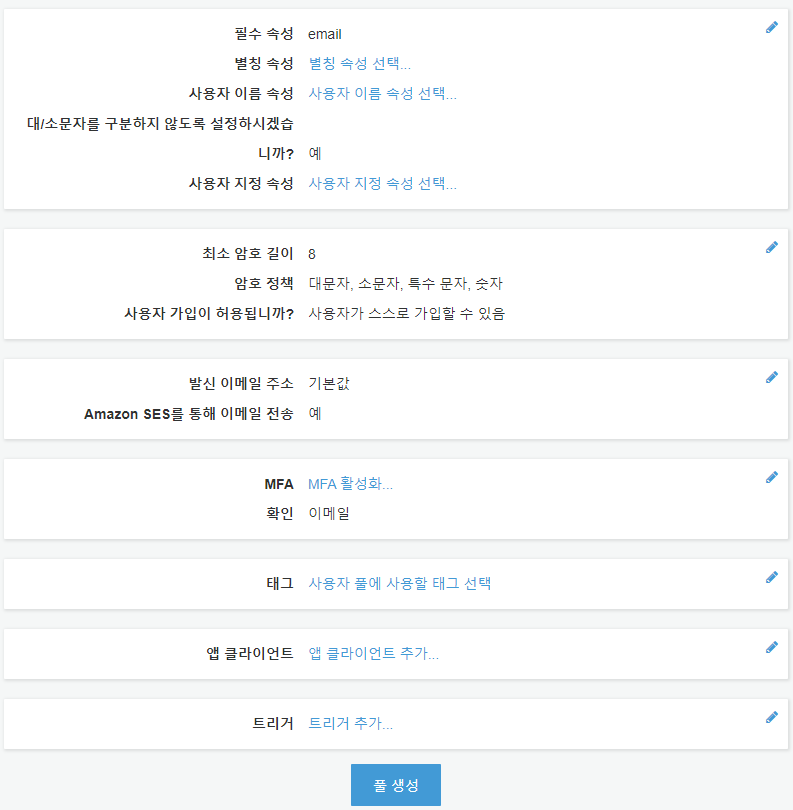 필수 속성 email
별칭 속성 별칭 속성 선택...
사용자 이름 속성 사용자 이름 속성 선택...
대/소문자를 구분하지 않도록 설정하시겠습
니까? 예
사용자 지정 속성 사용자 지정 속성 선택...
최소 암호 길이 8
암호 정책 대문자, 소문자, 특수 문자, 숫자
사용자 가입이 허용됩니까? 사용자가 스스로 가입할 수 있음
발신 이메일 주소 기본값
Amazon SES를 통해 이메일 전송 예
MFA MFA 활성화...
확인 이메일
태그 사용자 풀에 사용할 태그 선택
앱 클라이언트 앱 클라이언트 추가...
트리거 트리거 추가...
풀 생성